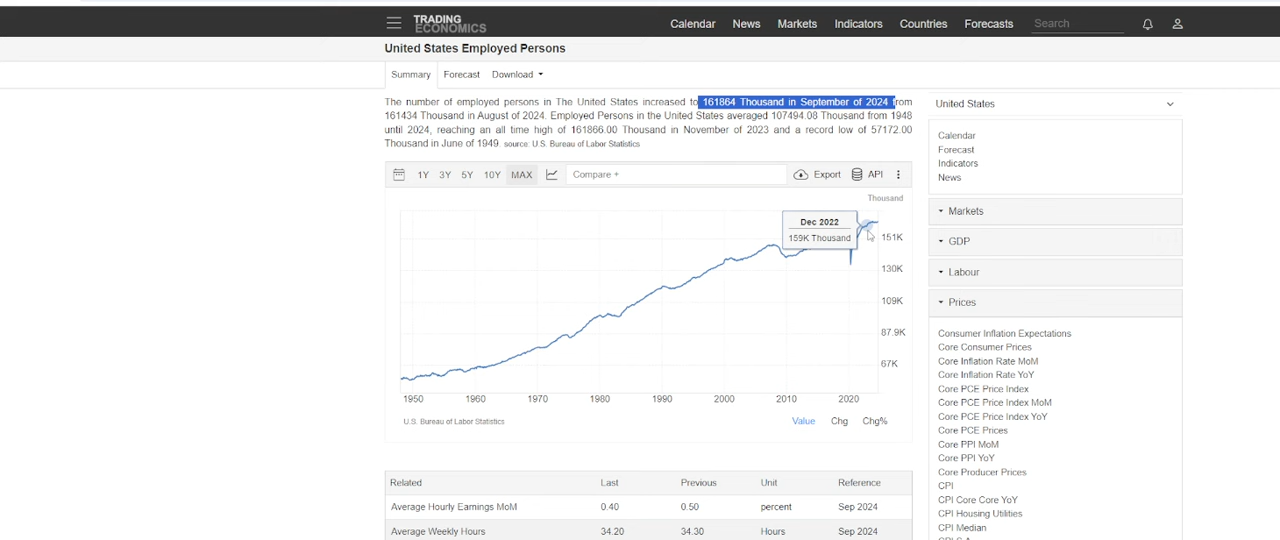 TRADING
ECONOMICS
Calendar News Markets Indicators Countries Forecasts Search
United States Employed Persons
Summary Forecast Download
The number of employed persons in The United States increased to 161864 Thousand in September of 2024 from
161434 Thousand in August of 2024. Employed Persons in the United States averaged 107494.08 Thousand from 1948
until 2024, reaching an all time high of 161866.00 Thousand in November of 2023 and a record low of 57172.00
Thousand in June of 1949. source: U.S. Bureau of Labor Statistics
1Y 3Y 5Y 10Y MAX Compare + Export API
Thousand
Dec 2022
159K Thousand
151K
130K
109K
87.9K
67K
1950 1960 1970 1980 1990 2000 2010 2020
U.S. Bureau of Labor Statistics Value Chg Chg%
Related Last Previous Unit Reference
Average Hourly Earnings MoM 0.40 0.50 percent Sep 2024
Average Weekly Hours 34.20 34.30 Hours Sep 2024
United States
Calendar
Forecast
Indicators
News
Markets
GDP
Labour
Prices
Consumer Inflation Expectations
Core Consumer Prices
Core Inflation Rate MoM
Core Inflation Rate YoY
Core PCE Price Index
Core PCE Price Index MoM
Core PCE Price Index YoY
Core PCE Prices
Core PPI MoM
Core PPI YoY
Core Producer Prices
CPI
CPI Core Core YoY
CPI Housing Utilities
CPI Median